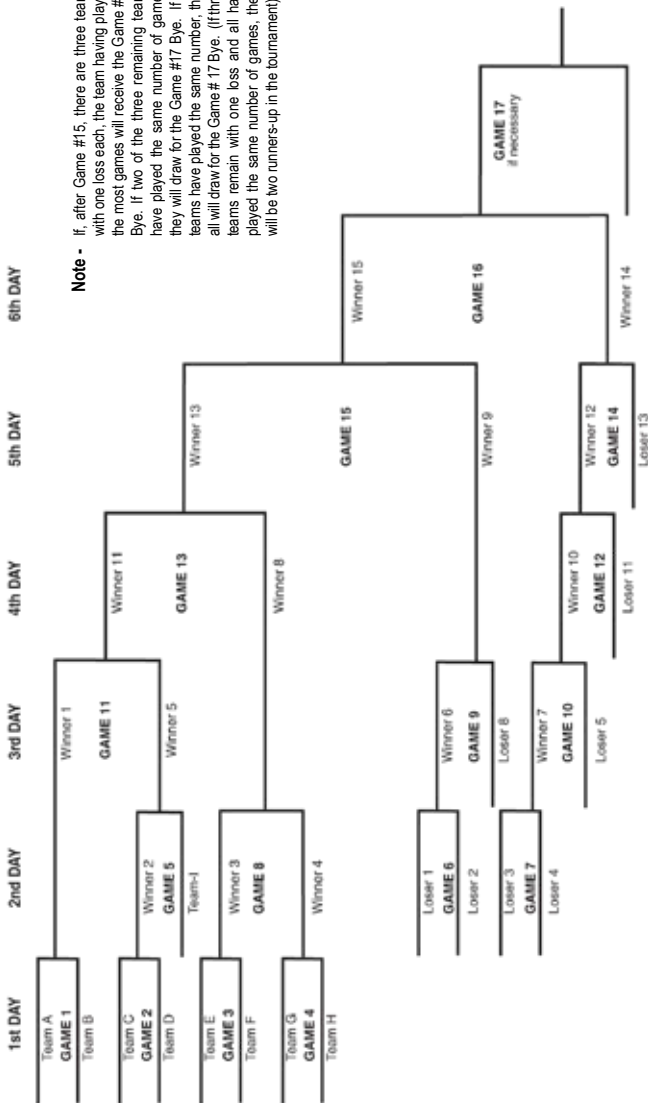 1st DAY
2nd DAY
3rd DAY
4th DAY
5th DAY
6th DAY
Note - If, after Game #15, there are three team
with one loss each, the team having play
the most games will receive the Game #
Bye. If two of the three remaining team
have played the same number of game
they will draw for the Game #17 Bye. If
teams have played the same number, th
all will draw for the Game # 17 Bye. (If thr
teams remain with one loss and all ha
played the same number of games, the
will be two runners-up in the tournament)
Team A
GAME 1
Team B
Team C
GAME 2
Team D
Team E
GAME 3
Team F
Team G
GAME 4
Team H
Winner 2
GAME 5
Team-I
Winner 3
GAME 8
Winner 4
Loser 1
GAME 6
Loser 2
Loser 3
GAME 7
Loser 4
Winner 1
GAME 11
Winner 5
Winner 6
GAME 9
Loser 8
Winner 7
GAME 10
Loser 5
Winner 11
GAME 13
Winner 8
Winner 10
GAME 12
Loser 11
Winner 13
GAME 15
Winner 9
Winner 12
GAME 14
Loser 13
Winner 15
GAME 16
Winner 14
GAME 17
if necessary